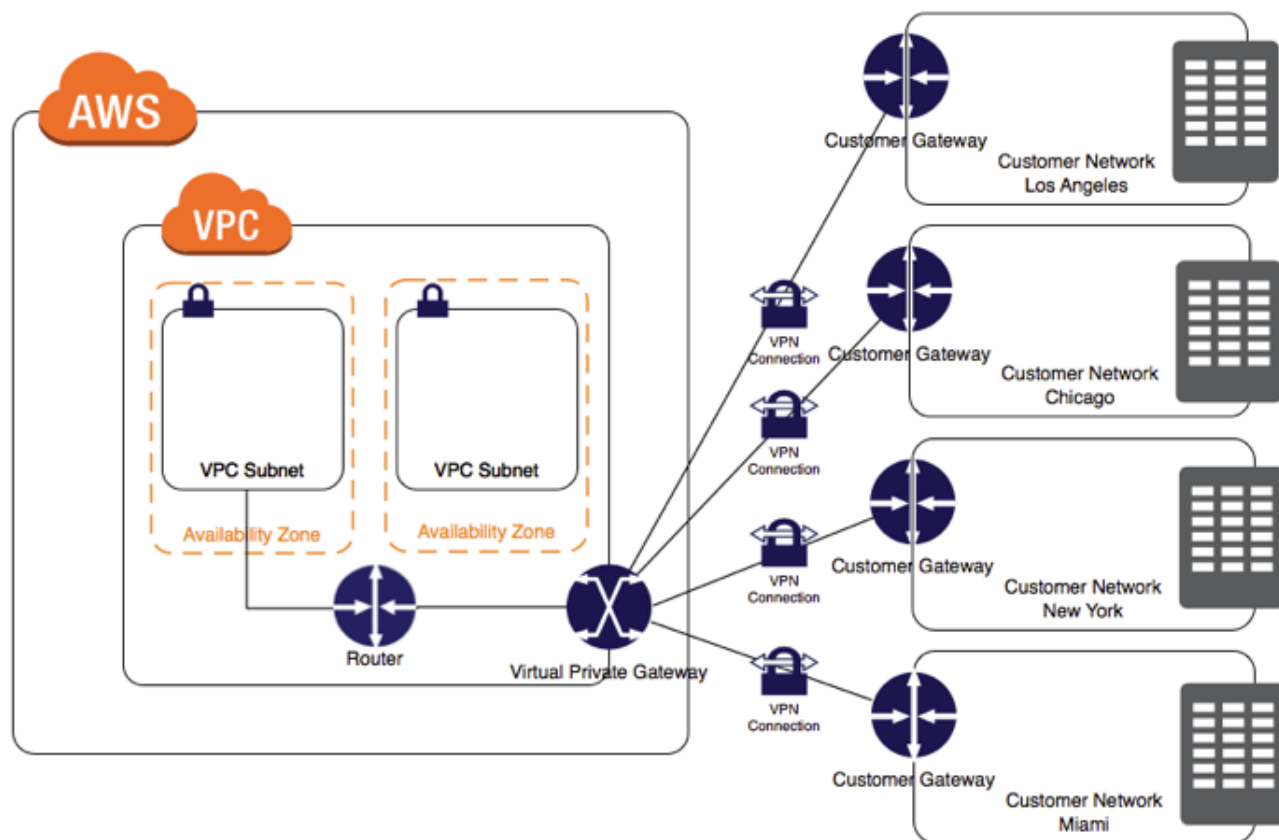 AWS
VPC
VPC Subnet
Availability Zone
VPC Subnet
Availability Zone
Router
Virtual Private Gateway
VPN
Connection
VPN
Connection
VPN
Connection
VPN
Connection
Customer Gateway
Customer Network
Los Angeles
Customer Gateway
Customer Network
Chicago
Customer Gateway
Customer Network
New York
Customer Gateway
Customer Network
Miami